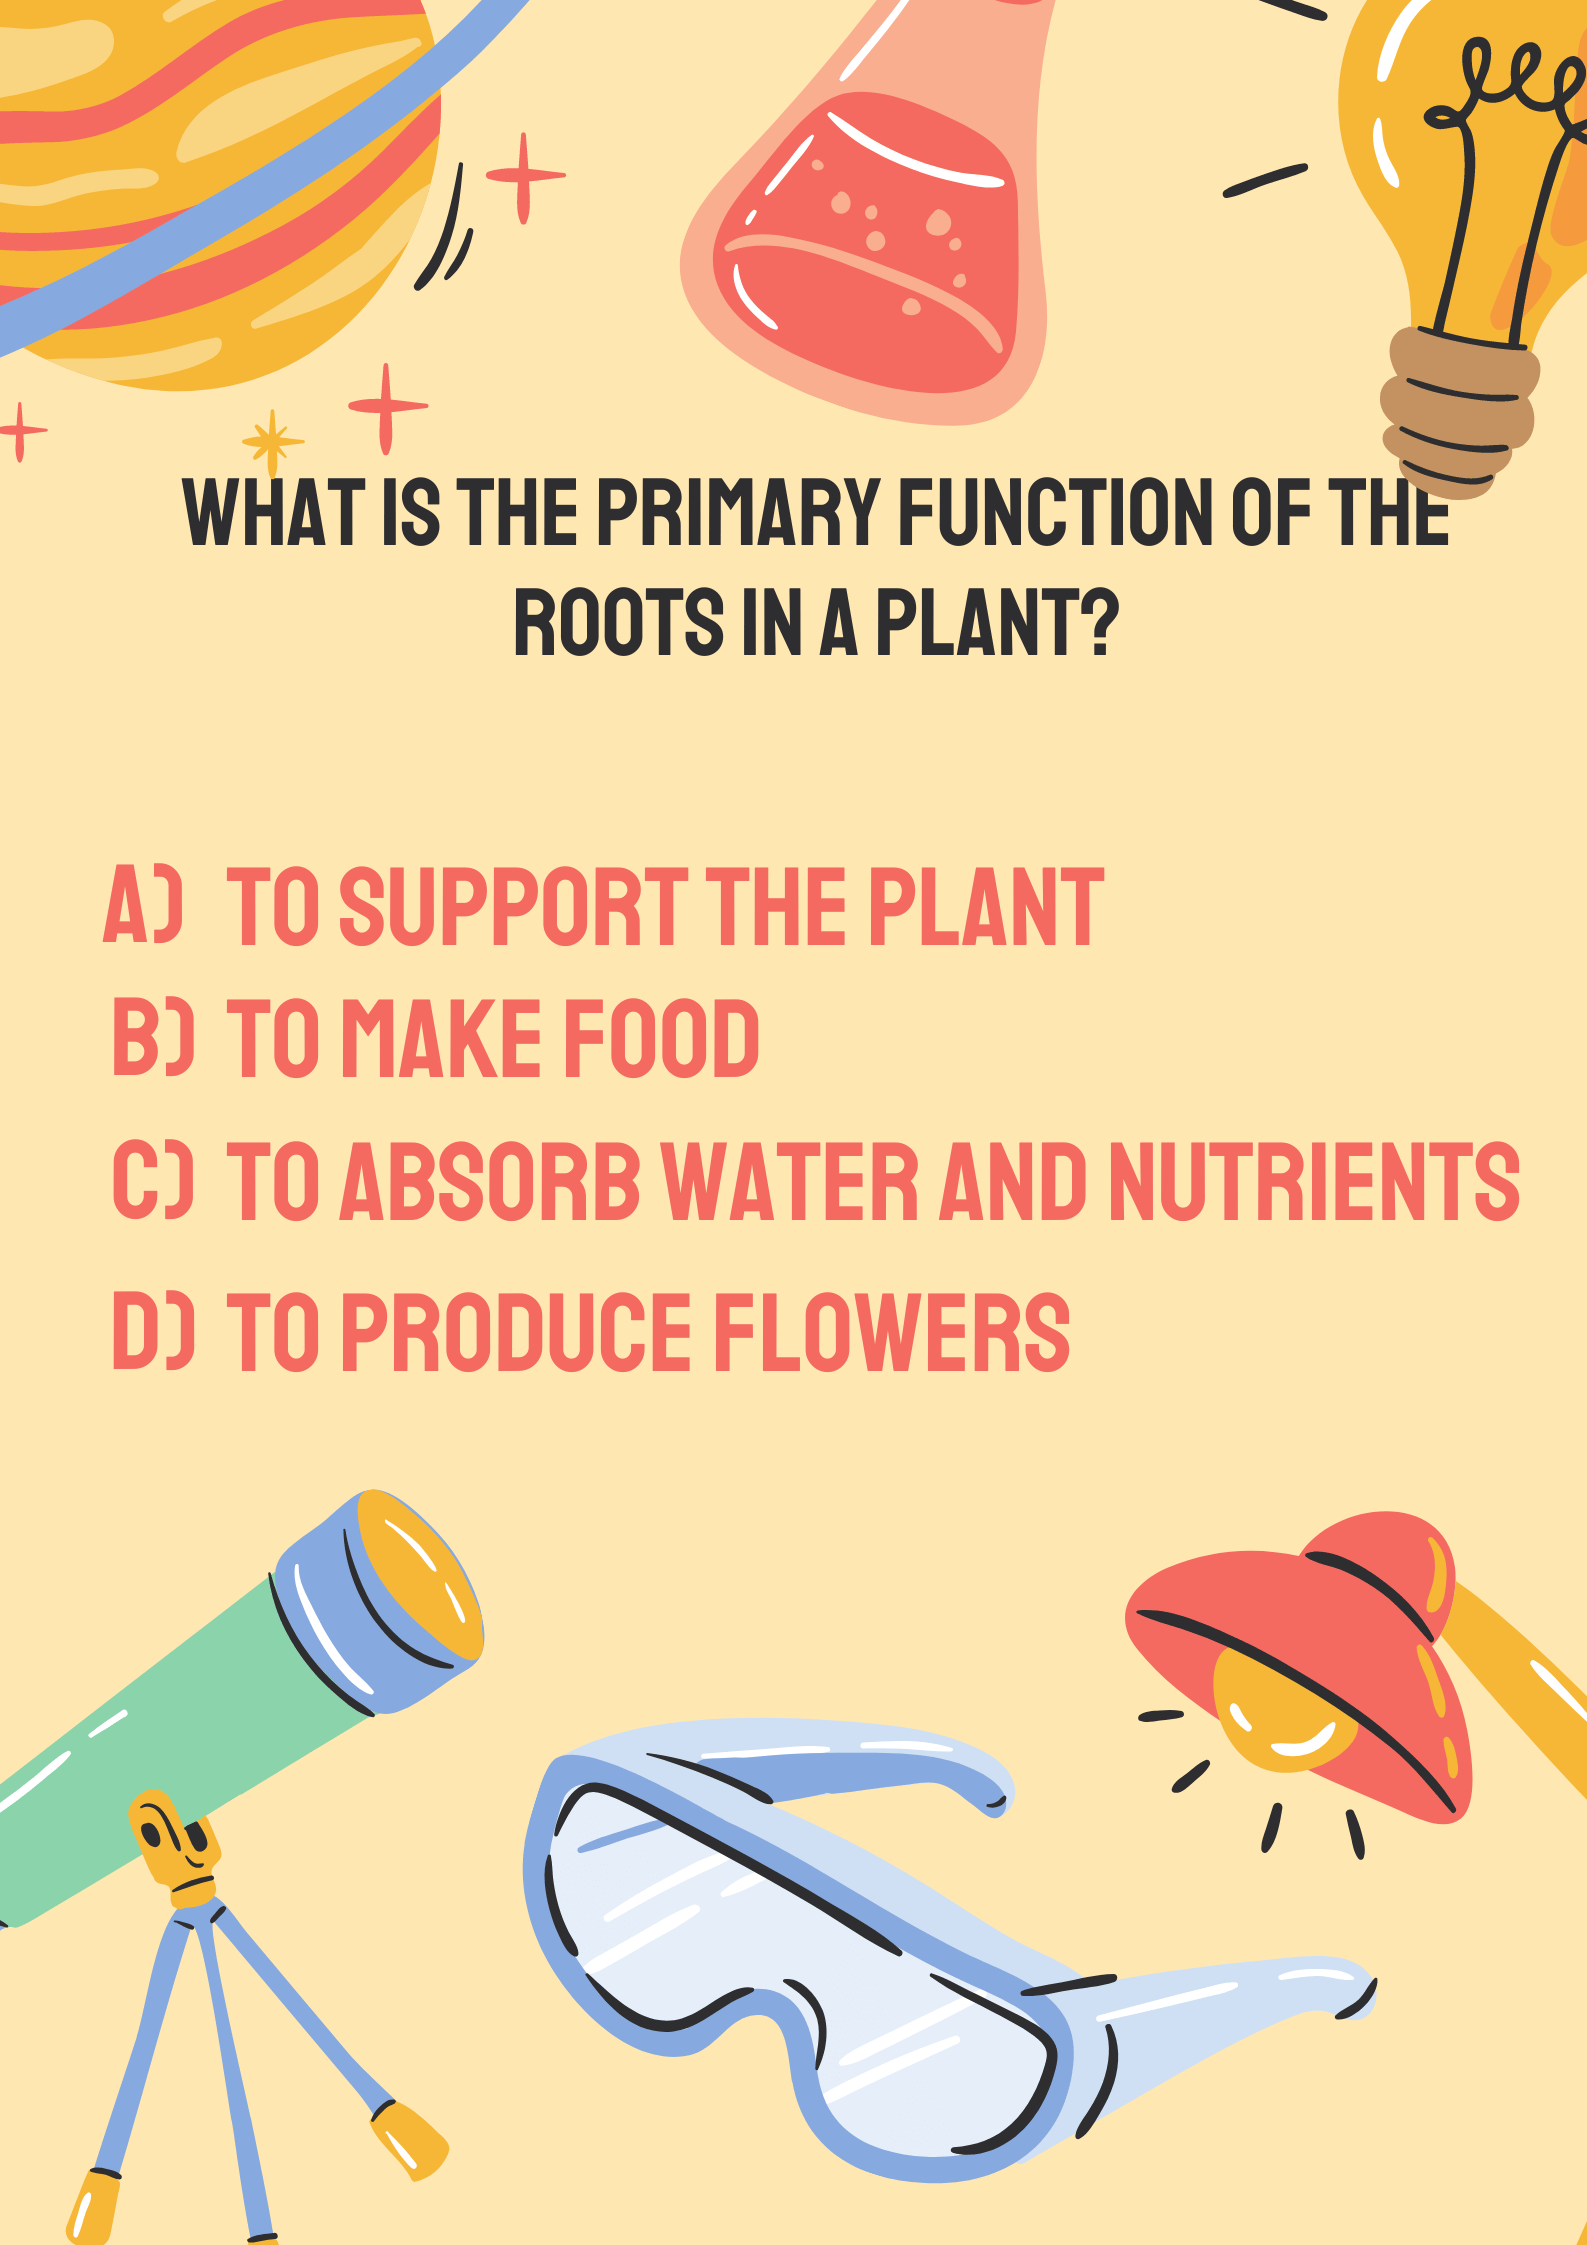 WHAT IS THE PRIMARY FUNCTION OF THE
ROOTS IN A PLANT?
A) TO SUPPORT THE PLANT
B) TO MAKE FOOD
C) TO ABSORB WATER AND NUTRIENTS
D) TO PRODUCE FLOWERS